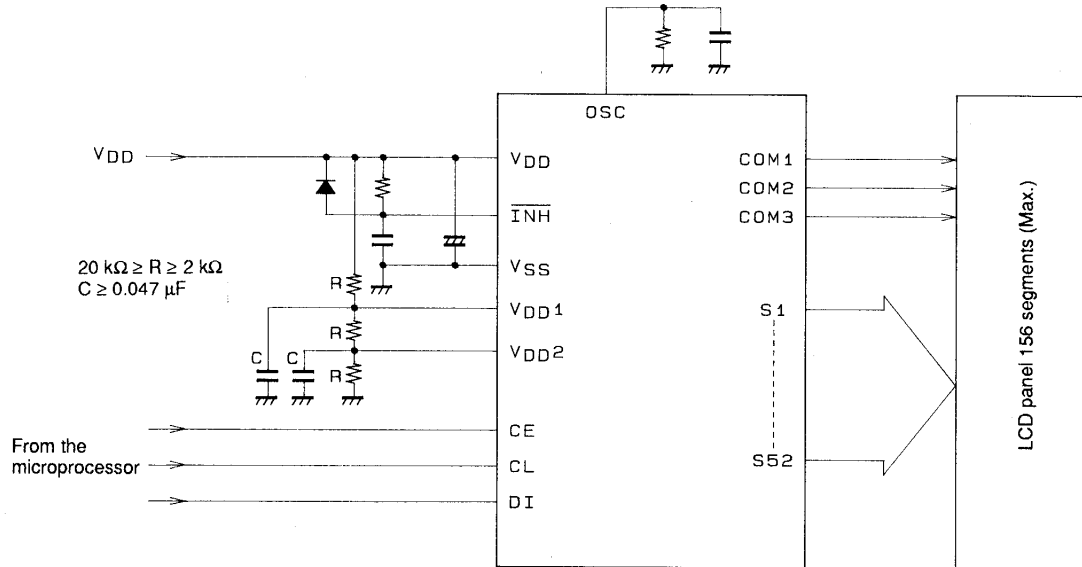 OSC
VDD
VDD
COM1
COM2
INH
COM3
20 kΩ ≥ R ≥ 2 kΩ
C ≥ 0.047 µF
VSS
R
VDD1
S1
R
VDD2
C
C
R
LCD panel 156 segments (Max.)
From the
microprocessor
CE
CL
DI
S52